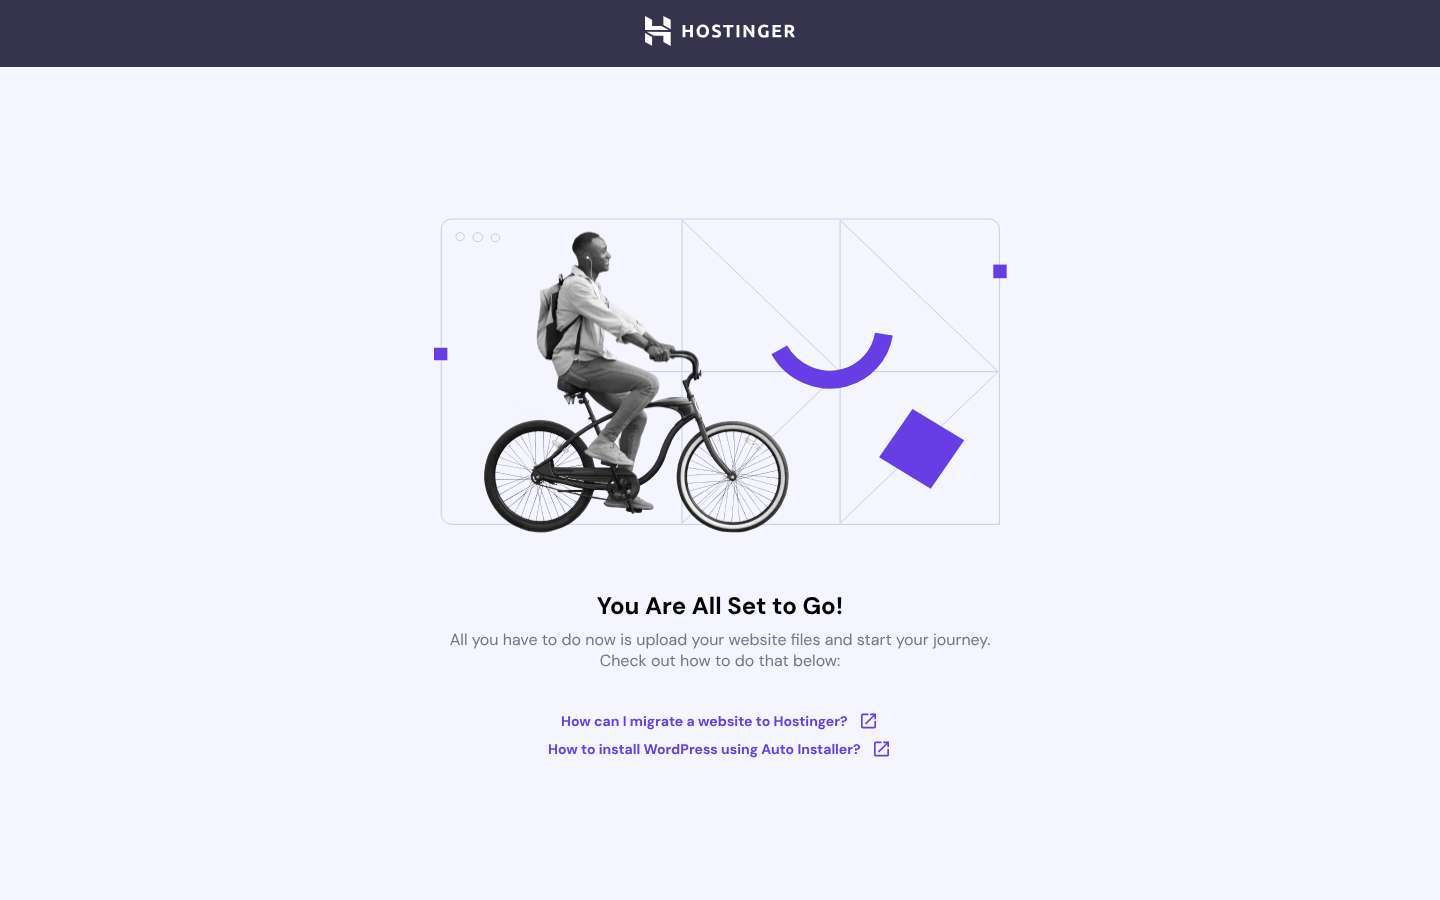 HOSTINGER
You Are All Set to Go!
All you have to do now is upload your website files and start your journey.
Check out how to do that below:
How can I migrate a website to Hostinger?
How to install WordPress using Auto Installer?